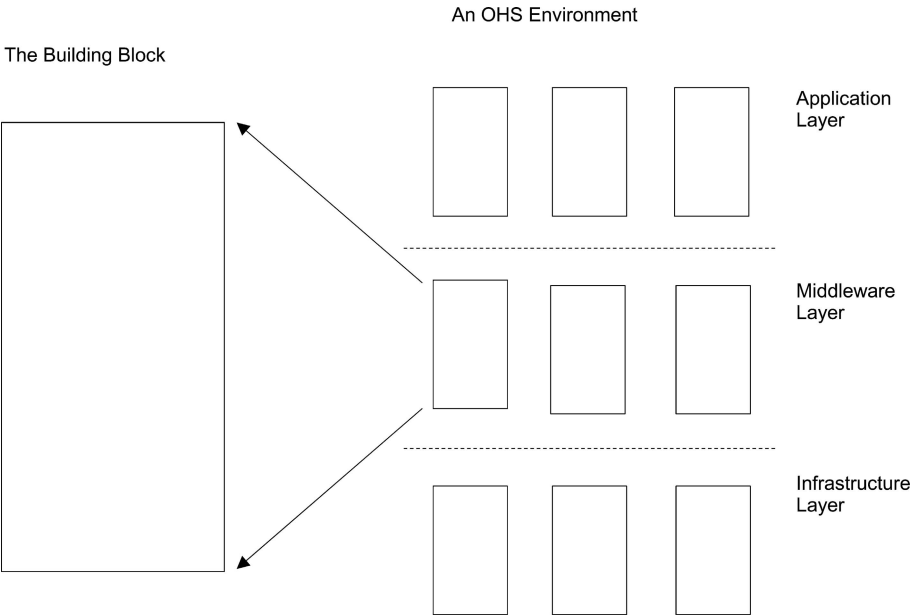 An OHS Environment
The Building Block
Application
Layer
Middleware
Layer
Infrastructure
Layer